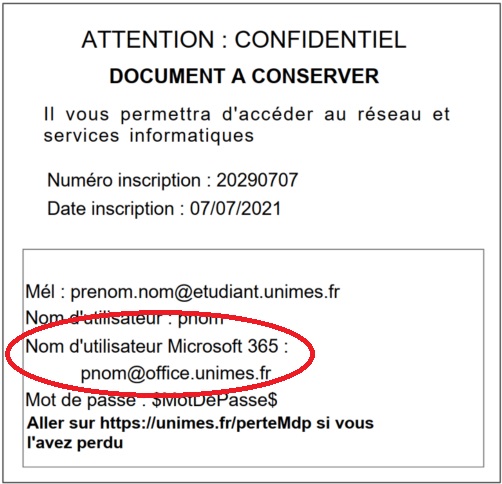 ATTENTION : CONFIDENTIEL
DOCUMENT A CONSERVER
Il vous permettra d'accéder au réseau et
services informatiques
Numéro inscription : 20290707
Date inscription : 07/07/2021
Mél : prenom.nom@etudiant.unimes.fr
Nom d'utilisateur : pnom
Nom d'utilisateur Microsoft 365 :
pnom@office.unimes.fr
Mot de passe : $MotDePasse$
Aller sur https://unimes.fr/perteMdp si vous
l'avez perdu